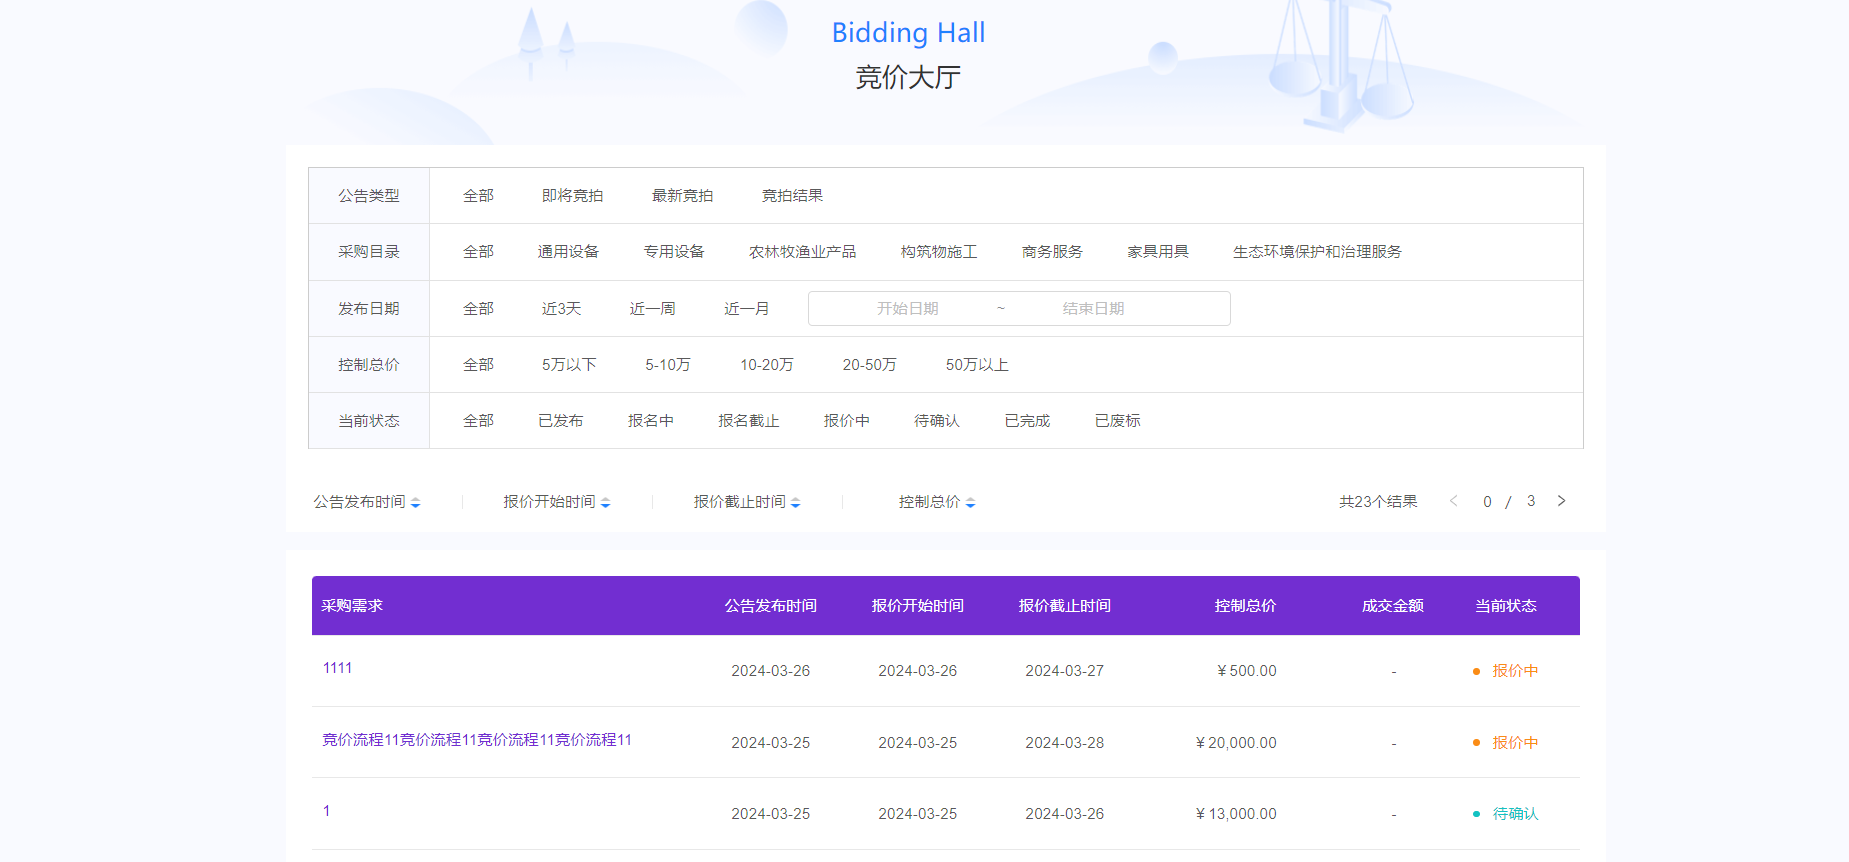 Bidding Hall
竞价大厅
公告类型 全部 即将竞拍 最新竞拍 竞拍结果
采购目录 全部 通用设备 专用设备 农林牧渔业产品 构筑物施工 商务服务 家具用具 生态环境保护和治理服务
发布日期 全部 近3天 近一周 近一月 开始日期 ~ 结束日期
控制总价 全部 5万以下 5-10万 10-20万 20-50万 50万以上
当前状态 全部 已发布 报名中 报名截止 报价中 待确认 已完成 已废标
公告发布时间 报价开始时间 报价截止时间 控制总价 共23个结果 < 0 / 3 >
采购需求 公告发布时间 报价开始时间 报价截止时间 控制总价 成交金额 当前状态
1111 2024-03-26 2024-03-26 2024-03-27 ￥500.00 - 报价中
竞价流程11竞价流程11竞价流程11竞价流程11 2024-03-25 2024-03-25 2024-03-28 ￥20,000.00 - 报价中
1 2024-03-25 2024-03-25 2024-03-26 ￥13,000.00 - 待确认